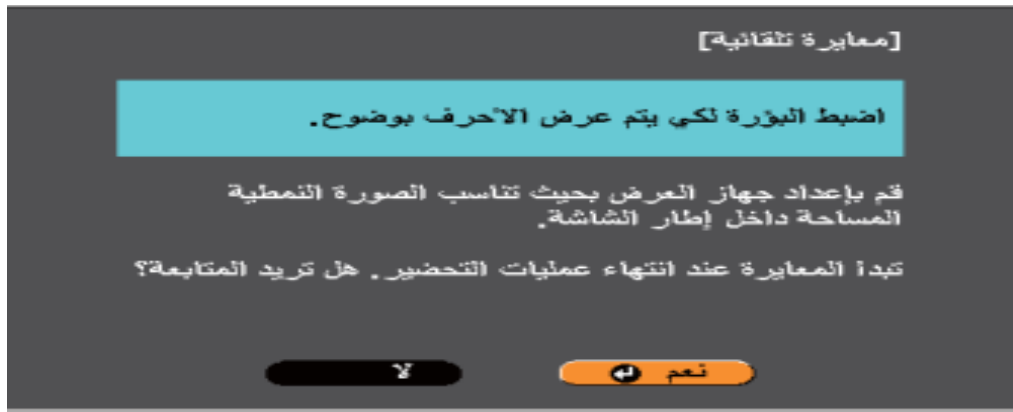 [معايرة تلقائية]
اضبط البؤرة لكي يتم عرض الأحرف بوضوح.
قم بإعداد جهاز العرض بحيث تناسب الصورة النمطية
المساحة داخل إطار الشاشة.
تبدأ المعايرة عند انتهاء عمليات التحضير. هل تريد المتابعة؟
نعم
لا